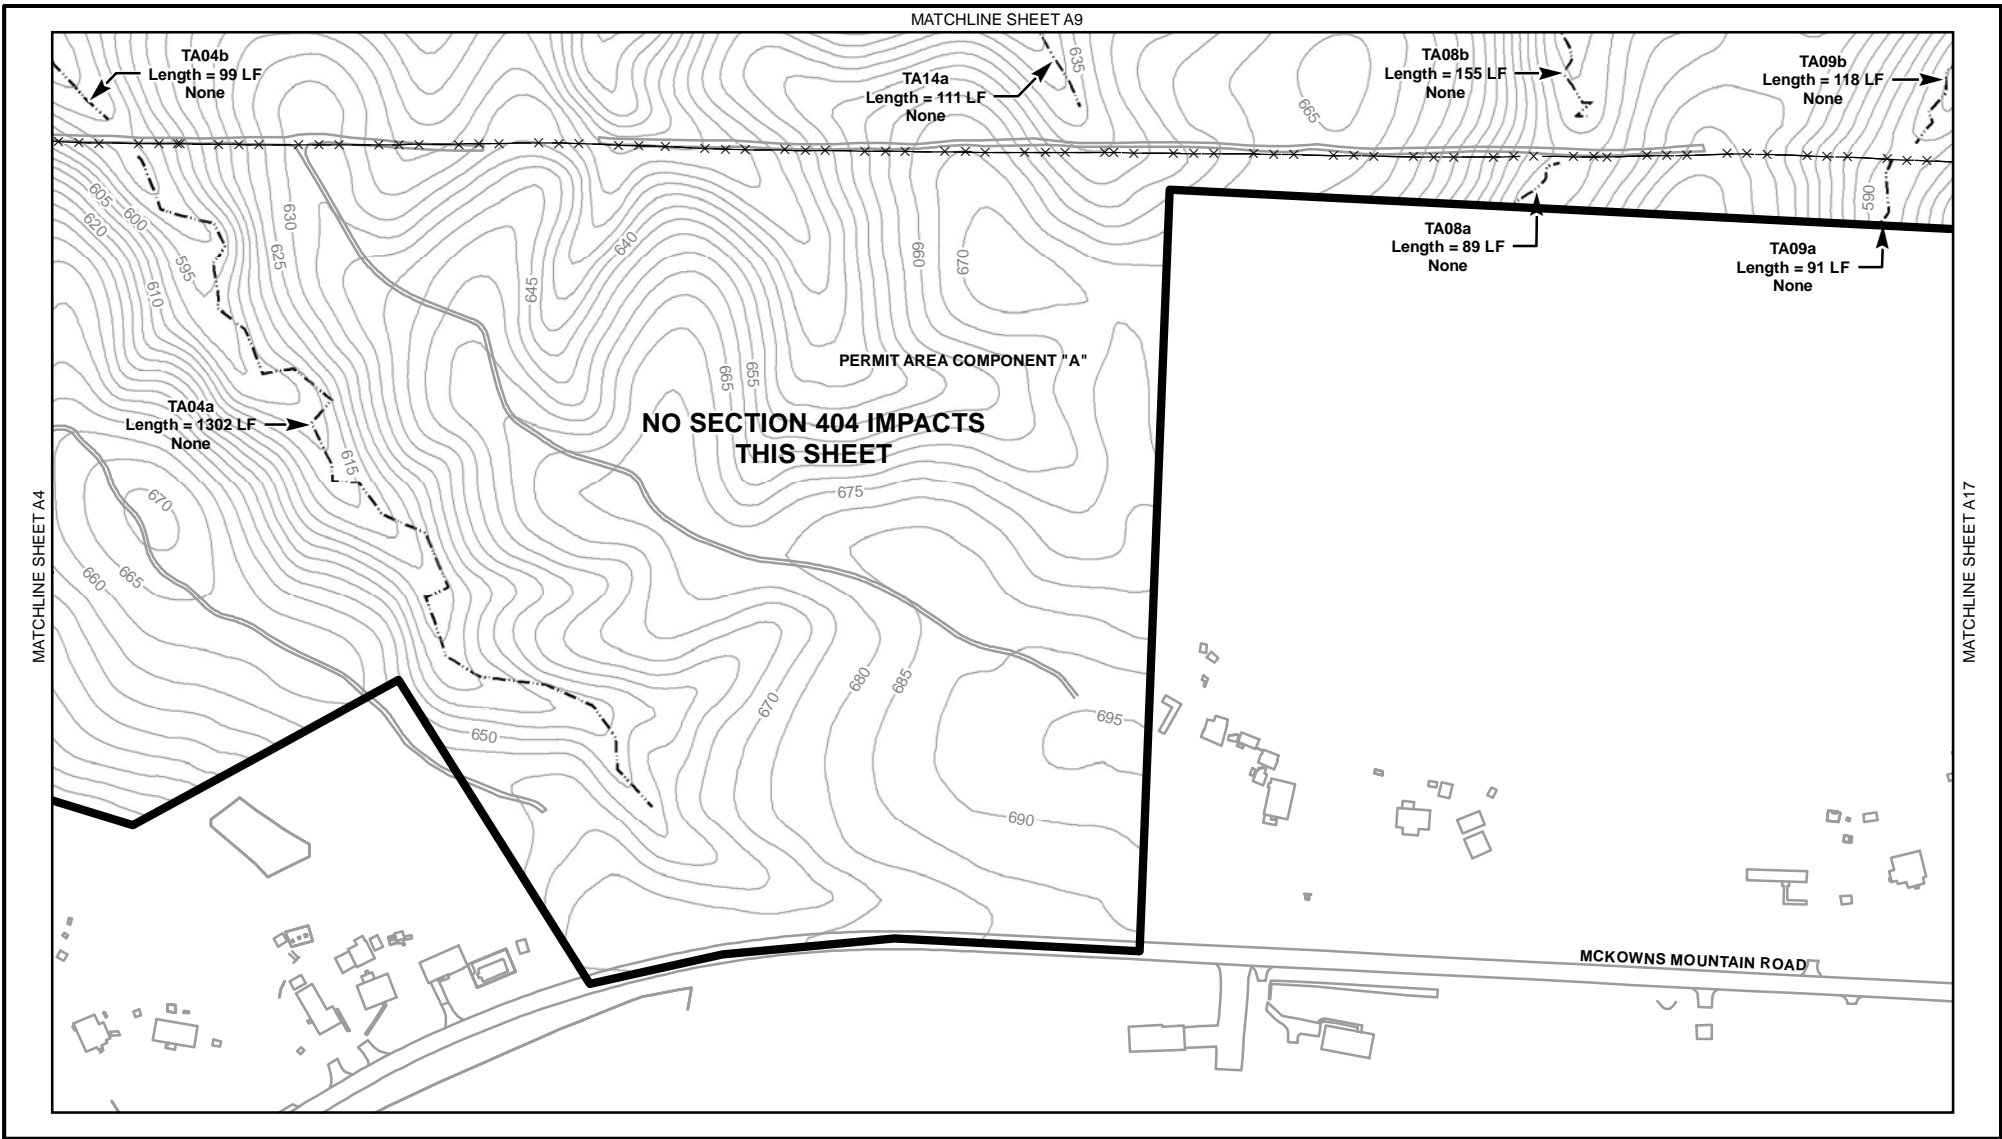 MATCHLINE SHEET A9
TA04b
Length = 99 LF
None
TA14a
Length = 111 LF
None
635
TA08b
Length = 155 LF
None
TA09b
Length = 118 LF
None
665
605
600
620
630
625
595
610
640
645
660
670
590
TA08a
Length = 89 LF
None
TA09a
Length = 91 LF
None
PERMIT AREA COMPONENT "A"
665
655
NO SECTION 404 IMPACTS
THIS SHEET
TA04a
Length = 1302 LF
None
615
670
675
660
665
MATCHLINE SHEET A4
MATCHLINE SHEET A17
680
685
670
695
650
690
MCKOWNS MOUNTAIN ROAD